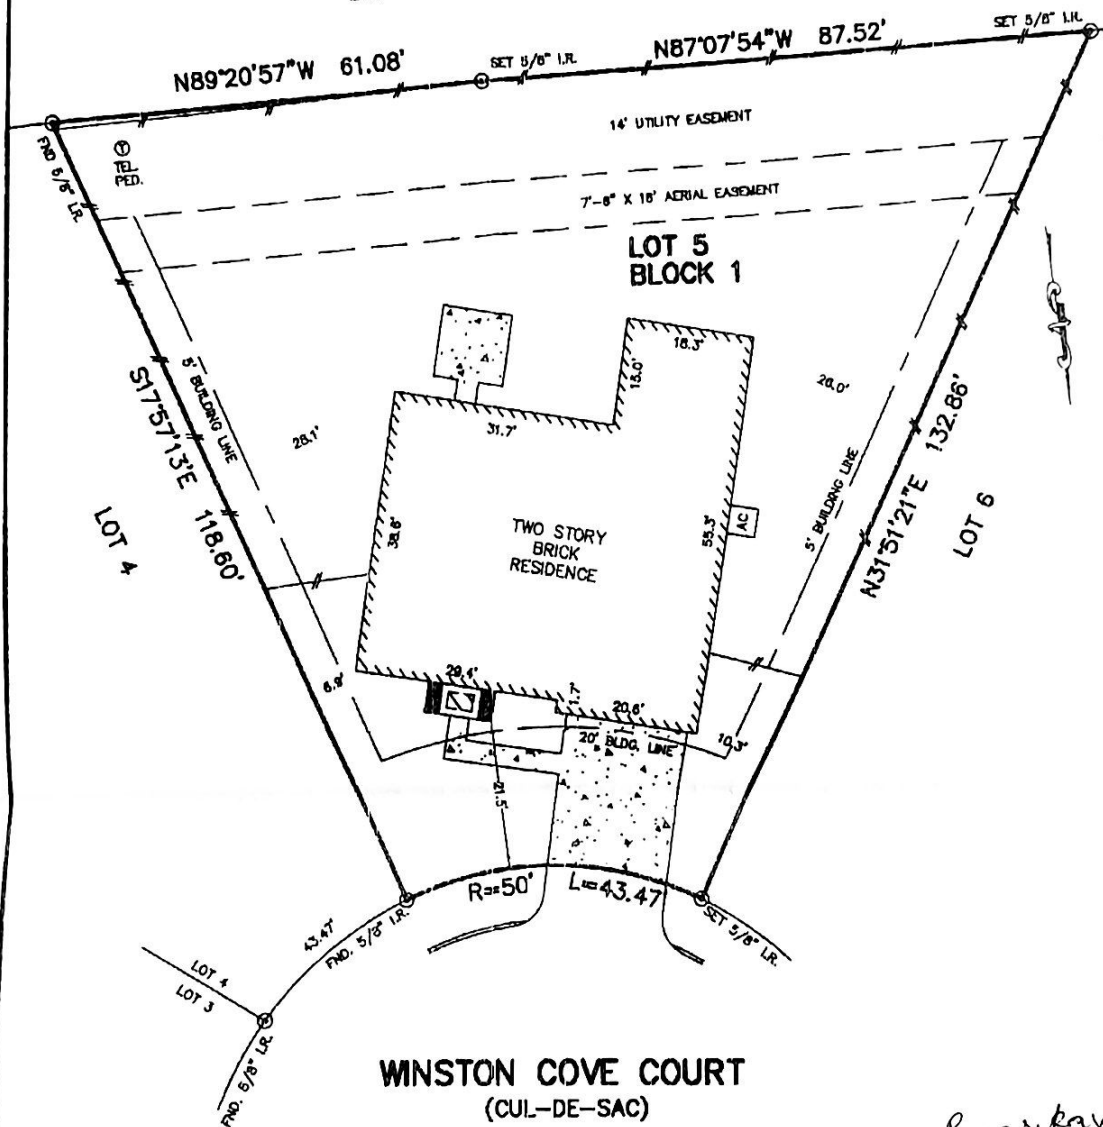 N89°20'57"W 61.08'
SET 5/8" I.R.
N87°07'54"W 87.52'
SET 5/8" I.R.
FND 5/8" I.R.
TEL.
PED.
14' UTILITY EASEMENT
7'-6" X 16' AERIAL EASEMENT
LOT 5
BLOCK 1
16.3'
15.0'
26.0'
5' BUILDING LINE
S17°57'13"E 118.60'
LOT 4
26.1'
31.7'
38.6'
TWO STORY
BRICK
RESIDENCE
55.3'
AC
5' BUILDING LINE
N31°51'21"E 132.86'
LOT 6
6.9'
29.4'
1.7'
20.6'
20' BLDG. LINE
10.3'
21.5'
R=50'
L=43.47'
FND. 5/8" I.R.
SET 5/8" I.R.
43.47'
LOT 4
LOT 3
FND. 5/8" I.R.
WINSTON COVE COURT
(CUL-DE-SAC)